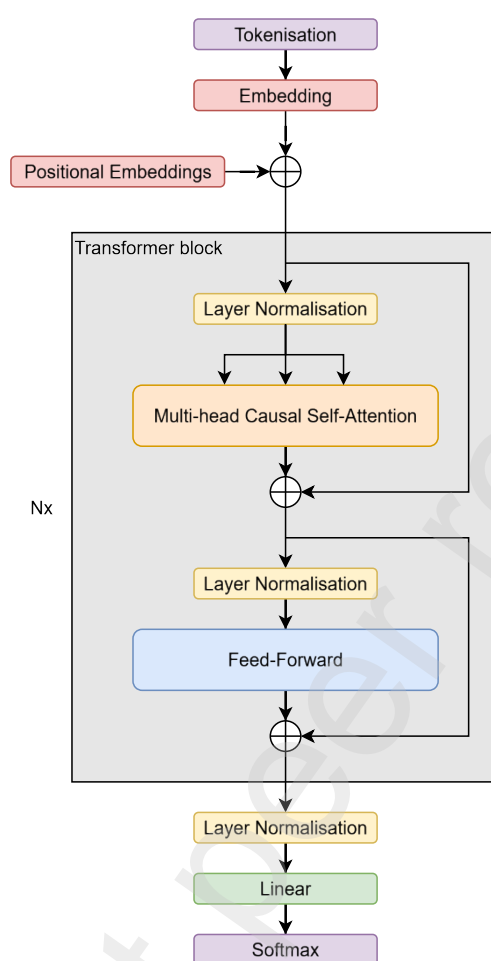 Tokenisation
Embedding
Positional Embeddings
Transformer block
Layer Normalisation
Multi-head Causal Self-Attention
Nx
Layer Normalisation
Feed-Forward
Layer Normalisation
Linear
Softmax
peer